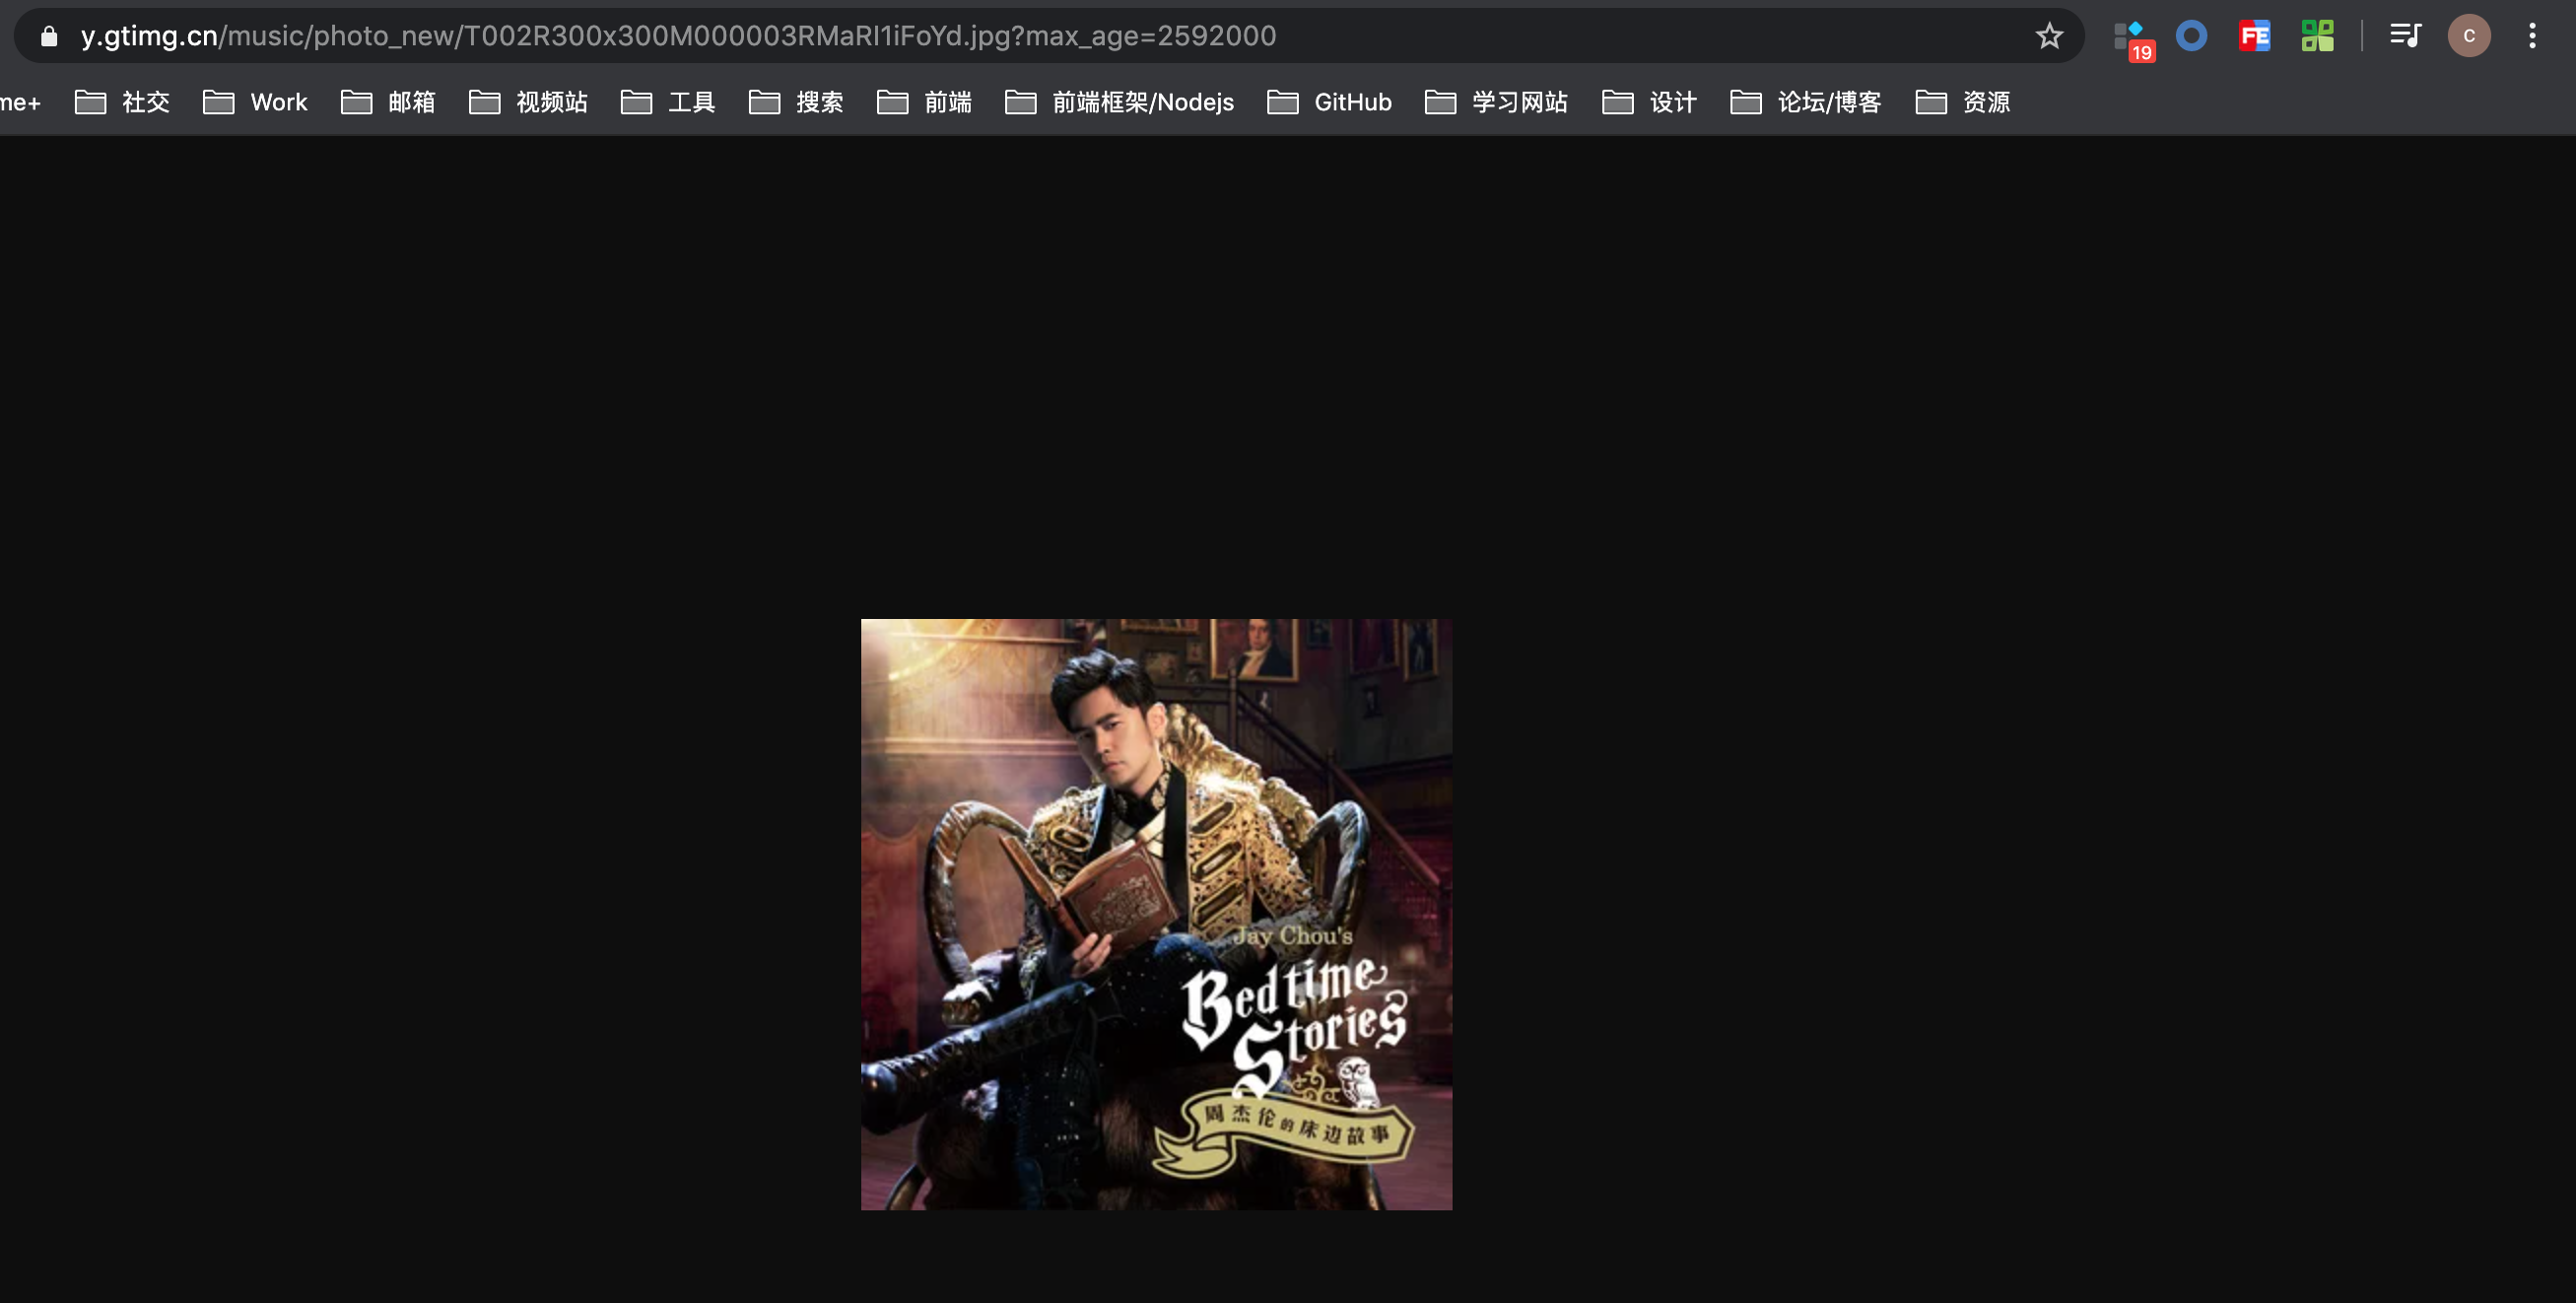 y.gtimg.cn/music/photo_new/T002R300x300M000003RMaRI1iFoYd.jpg?max_age=2592000
19
FE
C
me+ 社交 Work 邮箱 视频站 工具 搜索 前端 前端框架/Nodejs GitHub 学习网站 设计 论坛/博客 资源
Jay Chou's
Bedtime
Stories
周杰伦的床边故事